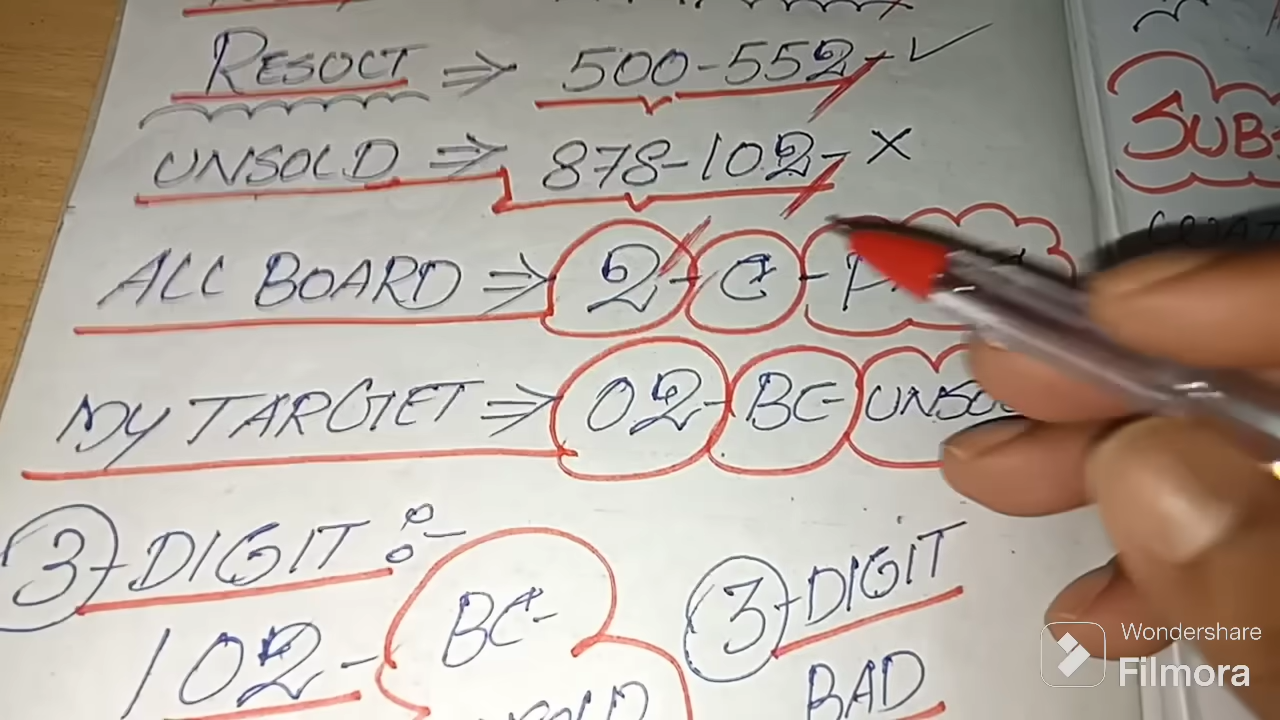 RESOCT ⇒ 500-552-✓
UNSOLD ⇒ 878-102-X
ALL BOARD ⇒ 2-C-
MY TARGET ⇒ 02-BC-UNSO
3-DIGIT:-
102-
BC-
3-DIGIT
BAD
SUB
Wondershare
Filmora